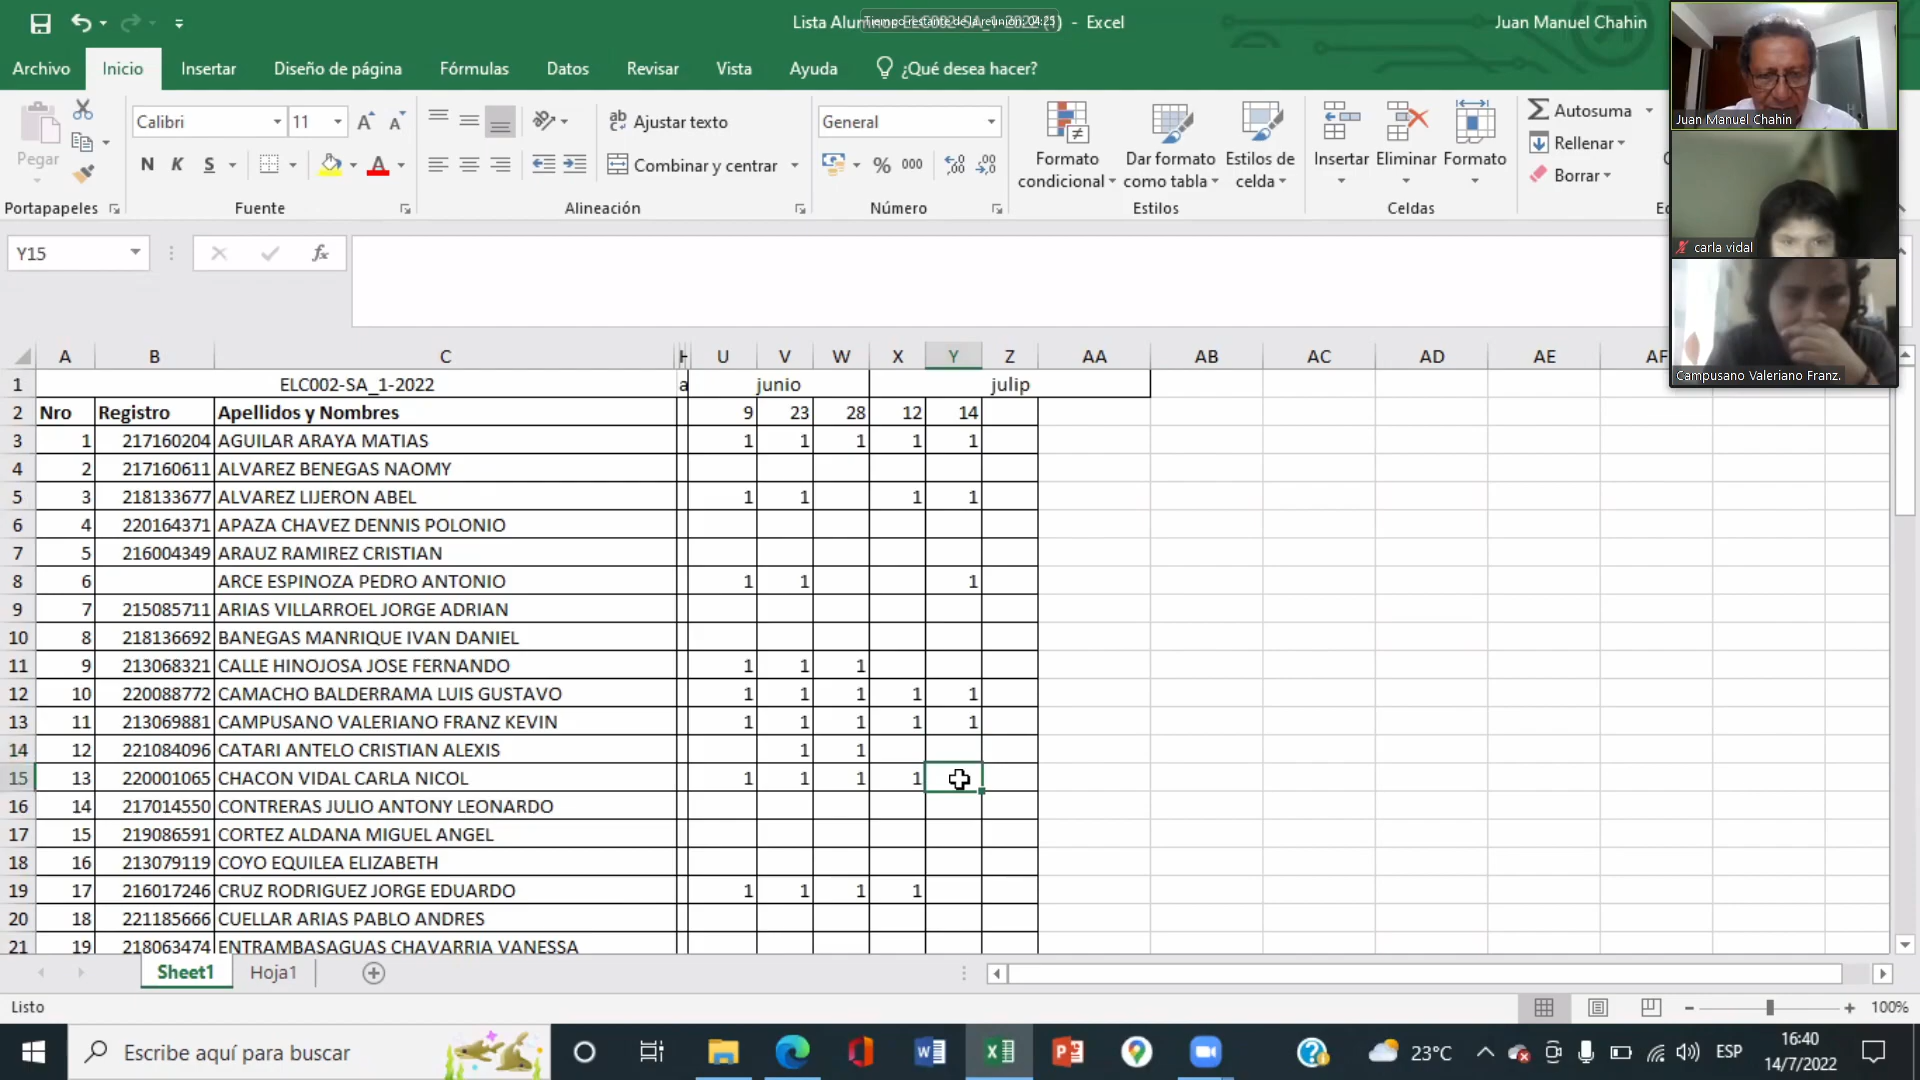 Lista Alum
Tiempo restante de la reunión: 04:25
- Excel
Juan Manuel Chahin
Archivo Inicio Insertar Diseño de página Fórmulas Datos Revisar Vista Ayuda ¿Qué desea hacer?
Pegar
Calibri 11
Ajustar texto
General
N K S
Combinar y centrar
% 000
Formato condicional
Dar formato como tabla
Estilos de celda
Insertar
Eliminar
Formato
Autosuma
Rellenar
Borrar
Portapapeles Fuente Alineación Número Estilos Celdas
Juan Manuel Chahin
carla vidal
Campusano Valeriano Franz.
Y15 fx
A B C H U V W X Y Z AA AB AC AD AE AF
1 ELC002-SA_1-2022 a junio julip
2 Nro Registro Apellidos y Nombres 9 23 28 12 14
3 1 217160204 AGUILAR ARAYA MATIAS 1 1 1 1 1
4 2 217160611 ALVAREZ BENEGAS NAOMY
5 3 218133677 ALVAREZ LIJERON ABEL 1 1 1 1
6 4 220164371 APAZA CHAVEZ DENNIS POLONIO
7 5 216004349 ARAUZ RAMIREZ CRISTIAN
8 6 ARCE ESPINOZA PEDRO ANTONIO 1 1 1
9 7 215085711 ARIAS VILLARROEL JORGE ADRIAN
10 8 218136692 BANEGAS MANRIQUE IVAN DANIEL
11 9 213068321 CALLE HINOJOSA JOSE FERNANDO 1 1 1
12 10 220088772 CAMACHO BALDERRAMA LUIS GUSTAVO 1 1 1 1 1
13 11 213069881 CAMPUSANO VALERIANO FRANZ KEVIN 1 1 1 1 1
14 12 221084096 CATARI ANTELO CRISTIAN ALEXIS 1 1
15 13 220001065 CHACON VIDAL CARLA NICOL 1 1 1 1
16 14 217014550 CONTRERAS JULIO ANTONY LEONARDO
17 15 219086591 CORTEZ ALDANA MIGUEL ANGEL
18 16 213079119 COYO EQUILEA ELIZABETH
19 17 216017246 CRUZ RODRIGUEZ JORGE EDUARDO 1 1 1 1
20 18 221185666 CUELLAR ARIAS PABLO ANDRES
21 19 218063474 ENTRAMBASAGUAS CHAVARRIA VANESSA
Sheet1 Hoja1
Listo
100%
Escribe aquí para buscar
23°C
ESP
16:40
14/7/2022